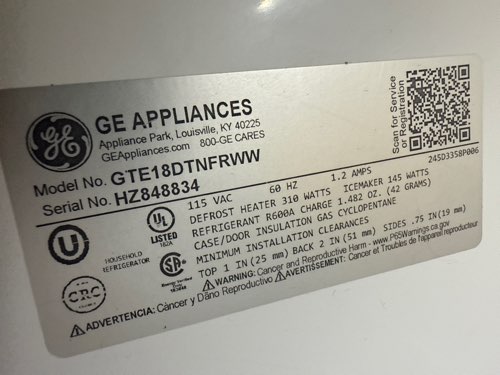 GE APPLIANCES
Appliance Park, Louisville, KY 40225
GEAppliances.com 800-GE CARES
Model No. GTE18DTNFRWW
Serial No. HZ848834
Scan for Service
or Registration
245D3358P006
115 VAC 60 HZ 1.2 AMPS
DEFROST HEATER 310 WATTS ICEMAKER 145 WATTS
REFRIGERANT R600A CHARGE 1.482 OZ. (42 GRAMS)
CASE/DOOR INSULATION GAS CYCLOPENTANE
MINIMUM INSTALLATION CLEARANCES
TOP 1 IN (25 mm) BACK 2 IN (51 mm) SIDES .75 IN (19 mm)
U
UL
LISTED
HOUSEHOLD
REFRIGERATOR
CRC
WARNING: Cancer and Reproductive Harm - www.P65Warnings.ca.gov
ADVERTENCIA: Cáncer y Daño Reproductivo AVERTISSEMENT: Cancer et Troubles de l'appareil reproducteur